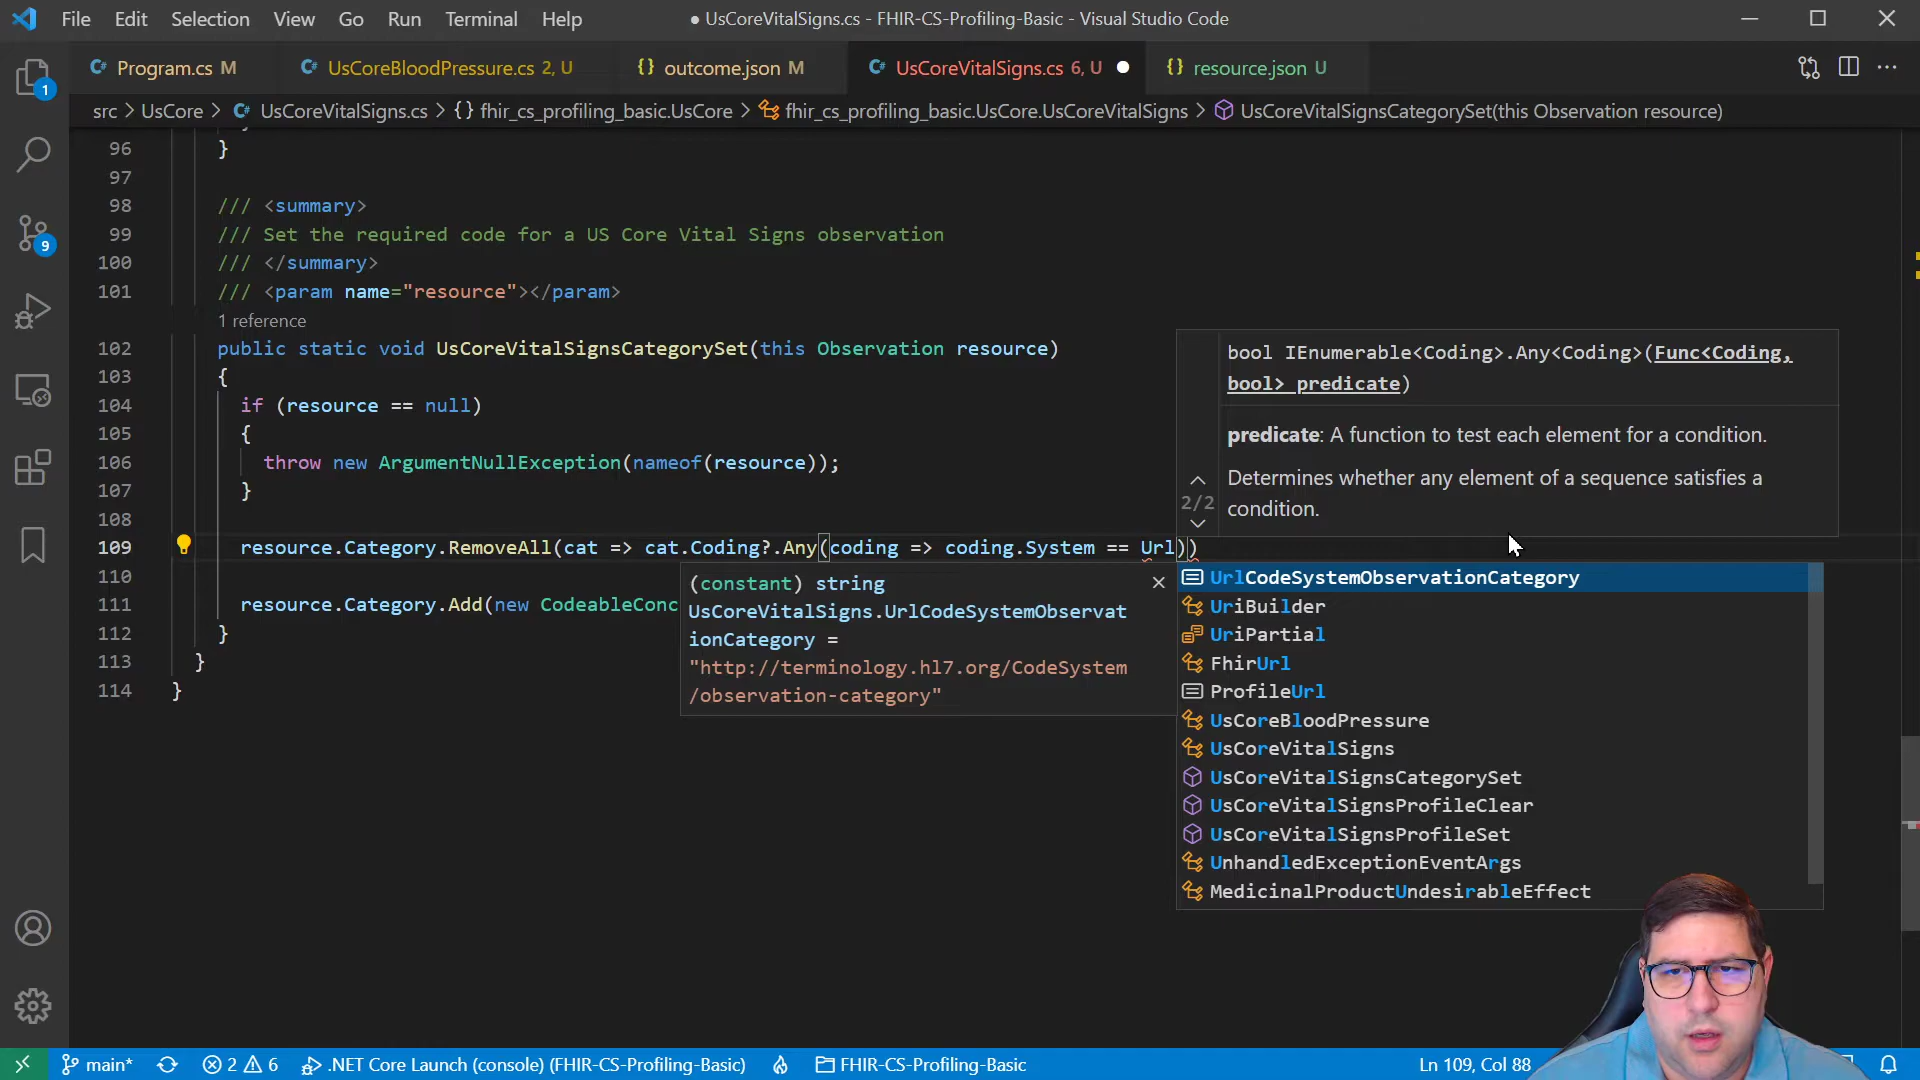 File Edit Selection View Go Run Terminal Help
● UsCoreVitalSigns.cs - FHIR-CS-Profiling-Basic - Visual Studio Code
Program.cs M
UsCoreBloodPressure.cs 2, U
{} outcome.json M
UsCoreVitalSigns.cs 6, U
{} resource.json U
src > UsCore > UsCoreVitalSigns.cs > {} fhir_cs_profiling_basic.UsCore > fhir_cs_profiling_basic.UsCore.UsCoreVitalSigns > UsCoreVitalSignsCategorySet(this Observation resource)
96 }
97
98 /// <summary>
99 /// Set the required code for a US Core Vital Signs observation
100 /// </summary>
101 /// <param name="resource"></param>
1 reference
102 public static void UsCoreVitalSignsCategorySet(this Observation resource)
103 {
104 if (resource == null)
105 {
106 throw new ArgumentNullException(nameof(resource));
107 }
108
109 resource.Category.RemoveAll(cat => cat.Coding?.Any(coding => coding.System == Url))
110
111 resource.Category.Add(new CodeableConc
112 }
113 }
114 }
bool IEnumerable<Coding>.Any<Coding>(Func<Coding,
bool> predicate)
predicate: A function to test each element for a condition.
Determines whether any element of a sequence satisfies a
condition.
2/2
(constant) string
UsCoreVitalSigns.UrlCodeSystemObservat
ionCategory =
"http://terminology.hl7.org/CodeSystem
/observation-category"
UrlCodeSystemObservationCategory
UriBuilder
UriPartial
FhirUrl
ProfileUrl
UsCoreBloodPressure
UsCoreVitalSigns
UsCoreVitalSignsCategorySet
UsCoreVitalSignsProfileClear
UsCoreVitalSignsProfileSet
UnhandledExceptionEventArgs
MedicinalProductUndesirableEffect
1
9
main* 2 6 .NET Core Launch (console) (FHIR-CS-Profiling-Basic) FHIR-CS-Profiling-Basic Ln 109, Col 88